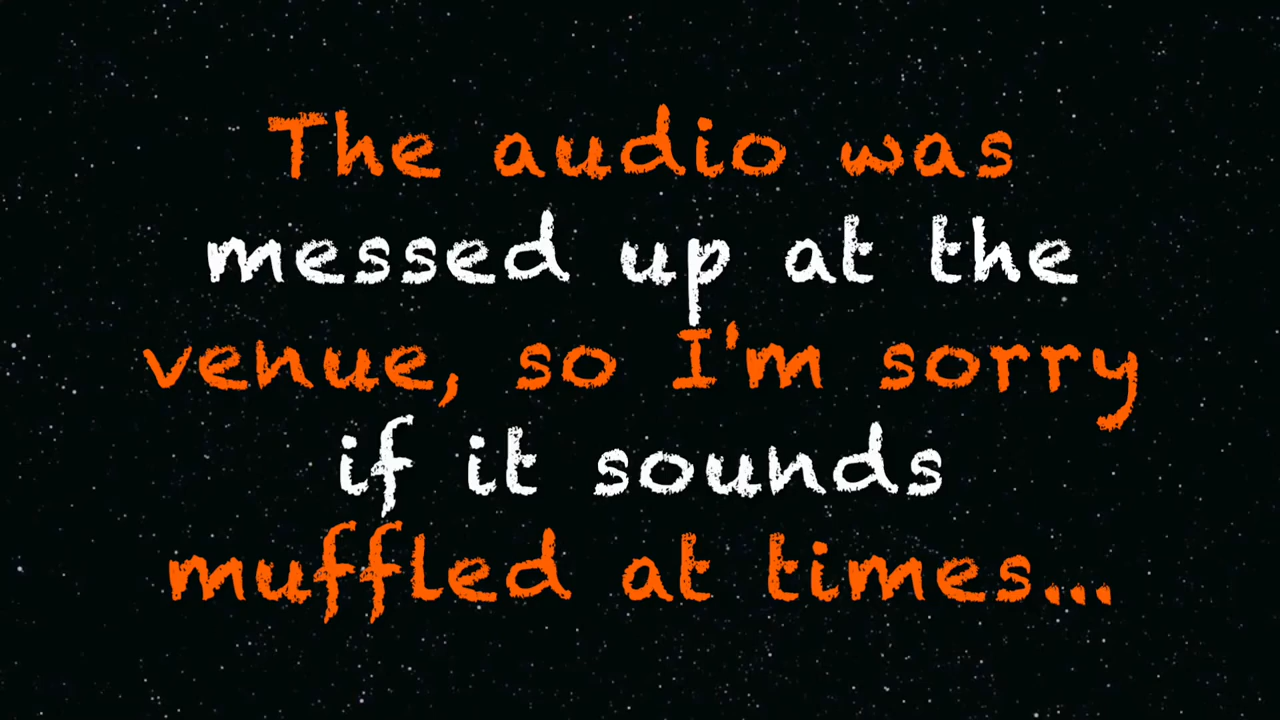 The audio was
messed up at the
venue, so I'm sorry
if it sounds
muffled at times...